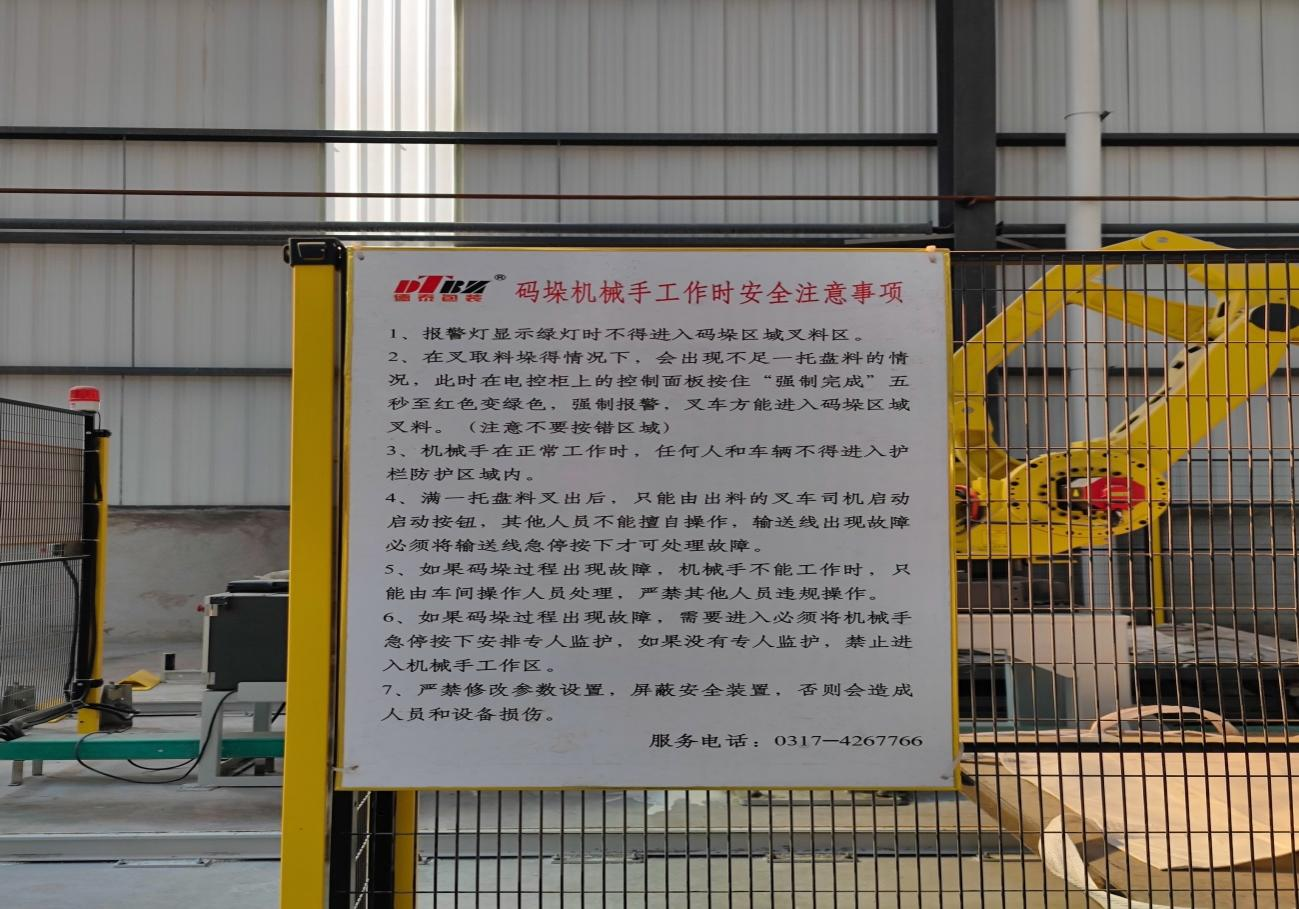 DTBZ® 码垛机械手工作时安全注意事项
德泰包装
1、报警灯显示绿灯时不得进入码垛区域叉料区。
2、在叉取料垛得情况下，会出现不足一托盘料的情
况，此时在电控柜上的控制面板按住“强制完成”五
秒至红色变绿色，强制报警，叉车方能进入码垛区域
叉料。（注意不要按错区域）
3、机械手在正常工作时，任何人和车辆不得进入护
栏防护区域内。
4、满一托盘料叉出后，只能由出料的叉车司机启动
启动按钮，其他人员不能擅自操作，输送线出现故障
必须将输送线急停按下才可处理故障。
5、如果码垛过程出现故障，机械手不能工作时，只
能由车间操作人员处理，严禁其他人员违规操作。
6、如果码垛过程出现故障，需要进入必须将机械手
急停按下安排专人监护，如果没有专人监护，禁止进
入机械手工作区。
7、严禁修改参数设置，屏蔽安全装置，否则会造成
人员和设备损伤。
服务电话：0317—4267766